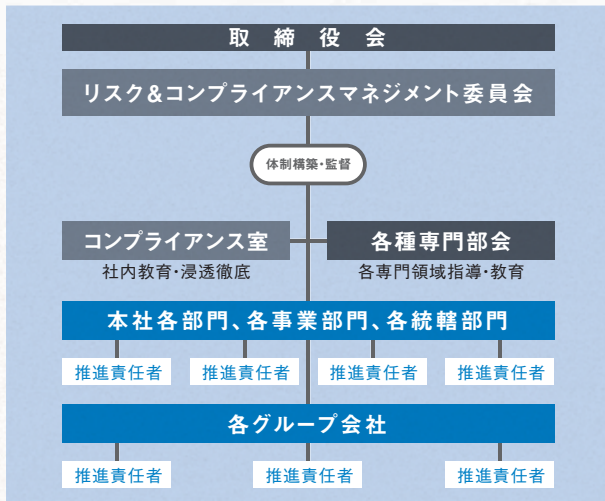 取締役会
リスク&コンプライアンスマネジメント委員会
体制構築・監督
コンプライアンス室
各種専門部会
社内教育・浸透徹底
各専門領域指導・教育
本社各部門、各事業部門、各統轄部門
推進責任者 推進責任者 推進責任者 推進責任者
各グループ会社
推進責任者 推進責任者 推進責任者